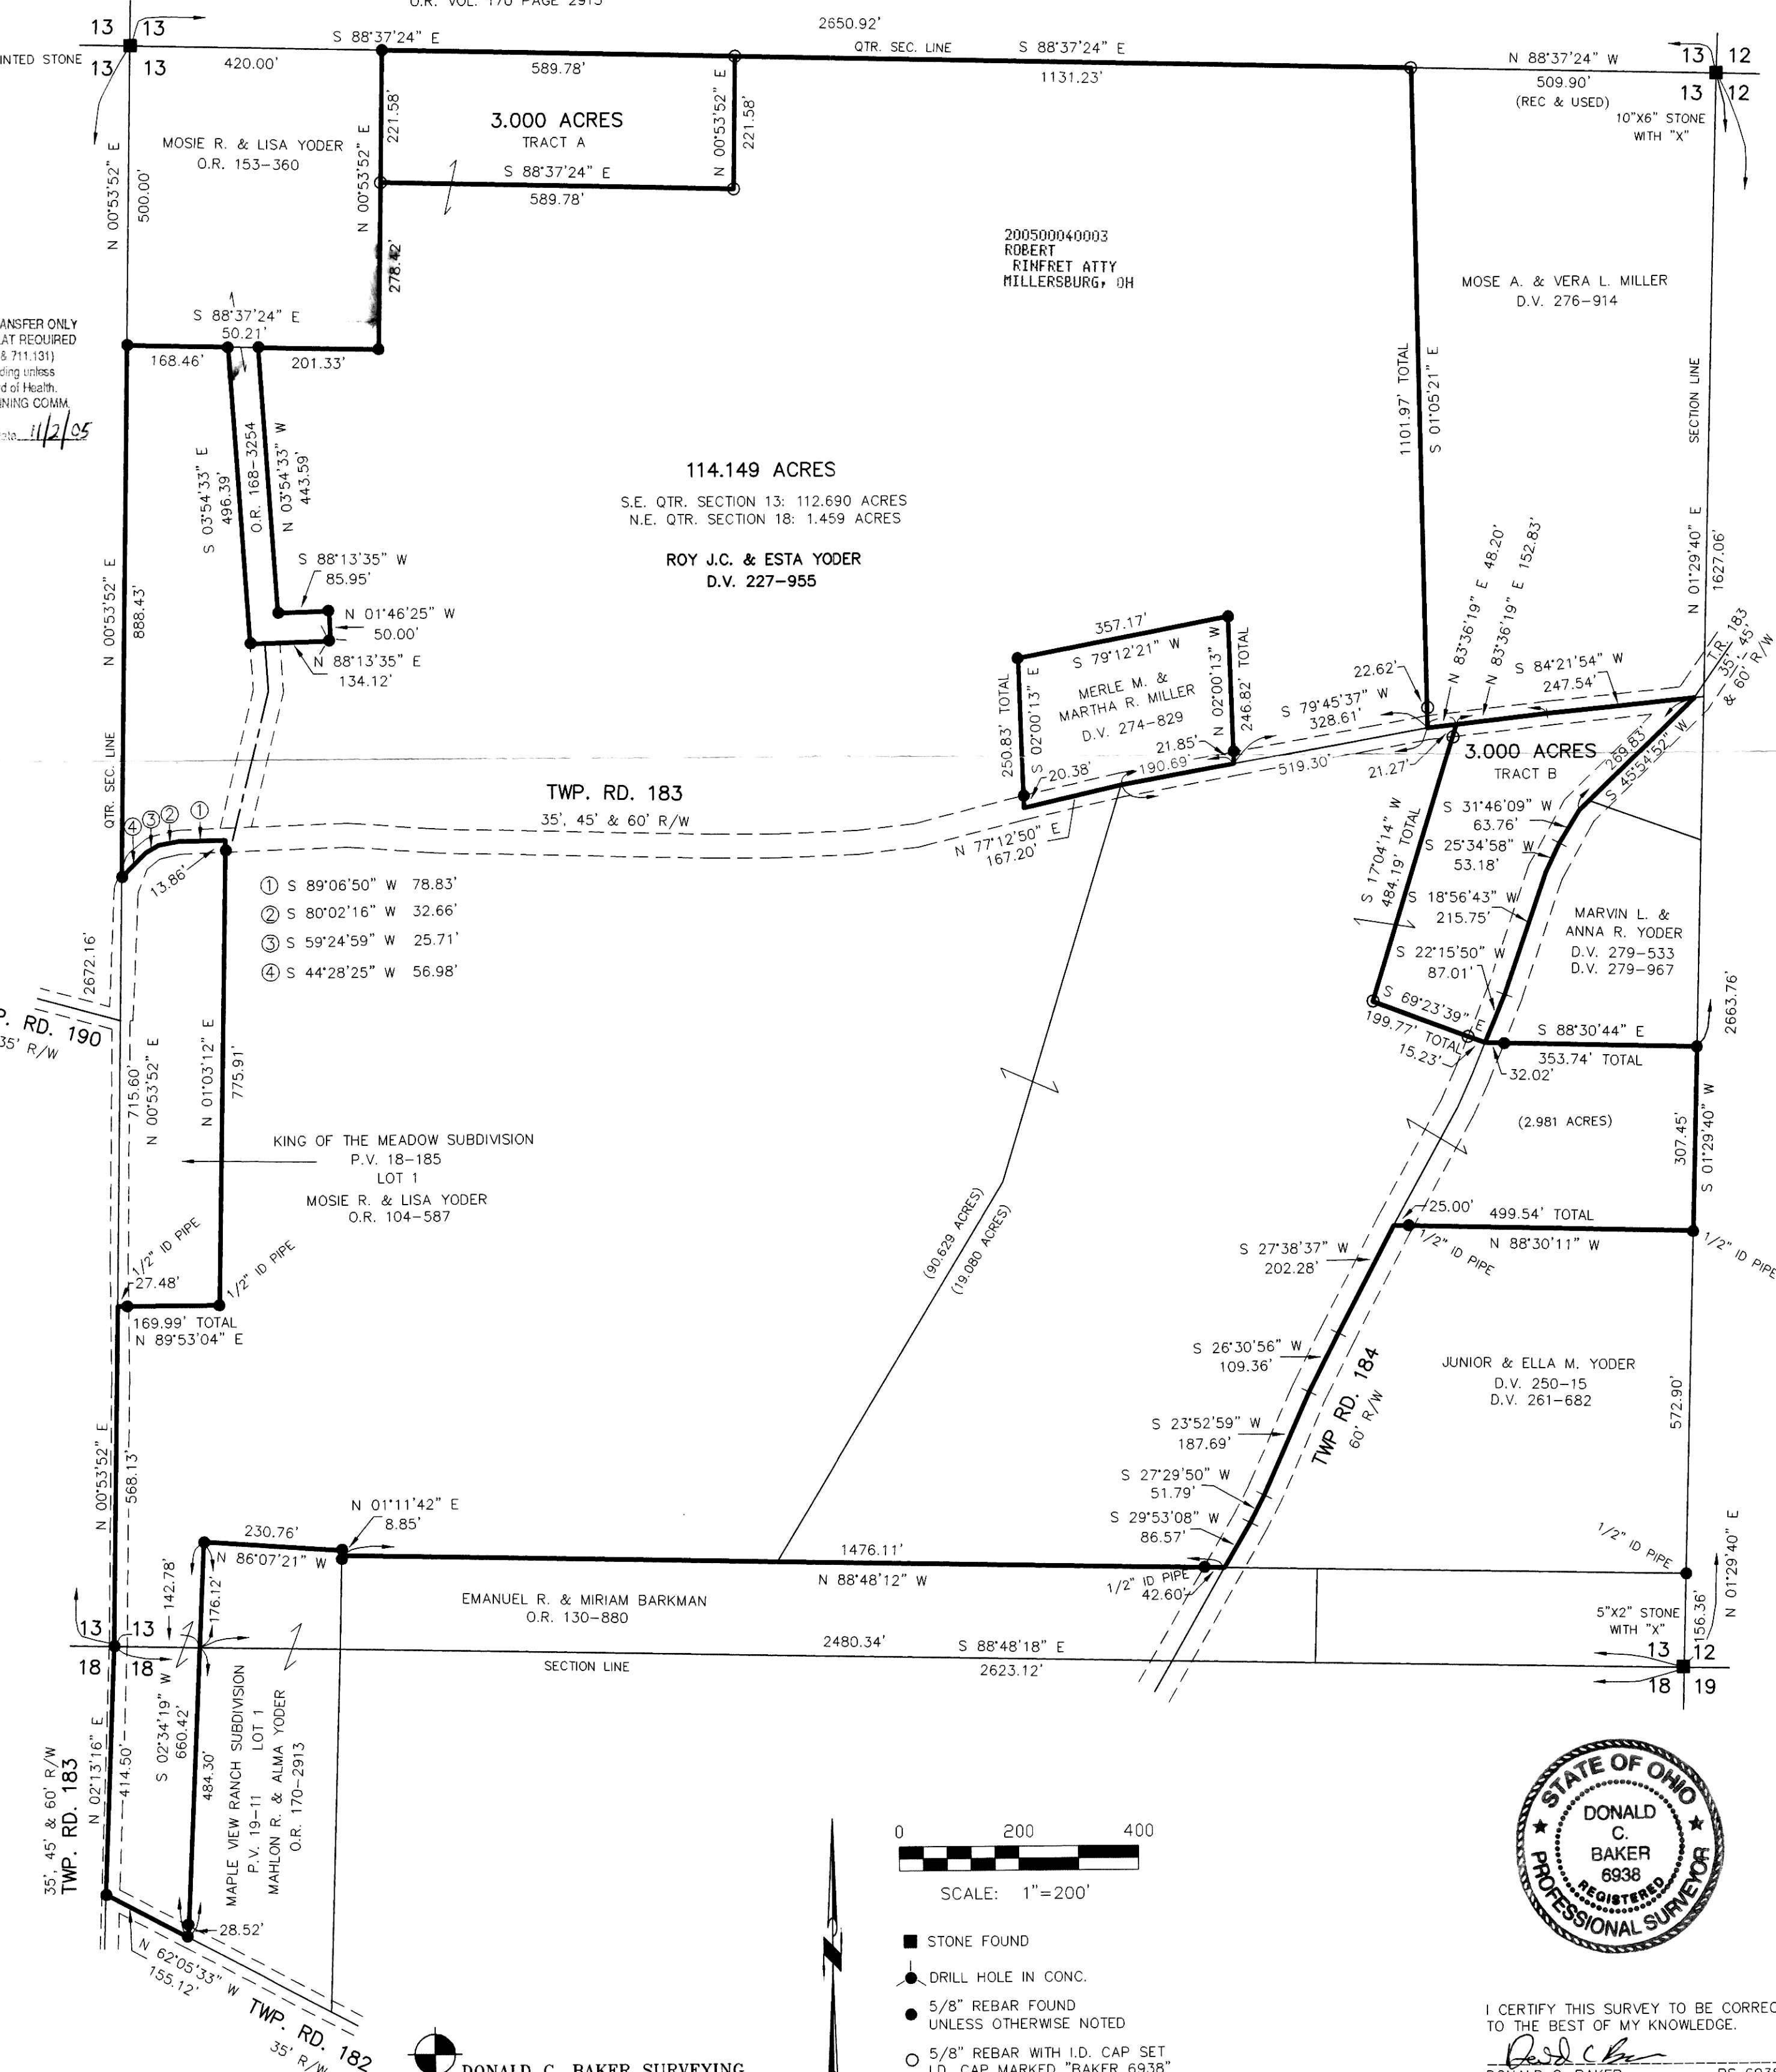 O.R. VOL. 170 PAGE 2915
13 13
13 13
INTED STONE
S 88°37'24" E
420.00'
2650.92'
589.78'
QTR. SEC. LINE
S 88°37'24" E
1131.23'
N 88°37'24" W
509.90'
(REC & USED)
13 12
13 12
10"X6" STONE
WITH "X"
N 00°53'52" E
500.00'
MOSIE R. & LISA YODER
O.R. 153-360
N 00°53'52" E
221.58'
3.000 ACRES
TRACT A
N 00°53'52" E
221.58'
S 88°37'24" E
589.78'
278.42'
200500040003
ROBERT
RINFRET ATTY
MILLERSBURG, OH
MOSE A. & VERA L. MILLER
D.V. 276-914
ANSFER ONLY
AT REQUIRED
& 711.131)
ding unless
d of Health.
NING COMM.
11/2/05
S 88°37'24" E
50.21'
168.46'
201.33'
S 03°54'33" E
496.39'
O.R. 168-3254
N 03°54'33" W
443.59'
S 88°13'35" W
85.95'
N 01°46'25" W
50.00'
N 88°13'35" E
134.12'
N 00°53'52" E
888.43'
QTR. SEC. LINE
114.149 ACRES
S.E. QTR. SECTION 13: 112.690 ACRES
N.E. QTR. SECTION 18: 1.459 ACRES
ROY J.C. & ESTA YODER
D.V. 227-955
1101.97' TOTAL
S 01°05'21" E
SECTION LINE
N 01°29'40" E
1627.06'
N 83°36'19" E 48.20'
N 83°36'19" E 152.83'
S 84°21'54" W
247.54'
T.R. 183
35', 45'
& 60' R/W
22.62'
S 79°45'37" W
328.61'
357.17'
S 79°12'21" W
MERLE M. &
MARTHA R. MILLER
D.V. 274-829
250.83' TOTAL
S 02°00'13" E
N 02°00'13" W
246.82' TOTAL
21.85'
20.38'
190.69'
519.30'
21.27'
3.000 ACRES
TRACT B
269.83'
S 45°54'52" W
TWP. RD. 183
35', 45' & 60' R/W
N 77°12'50" E
167.20'
S 31°46'09" W
63.76'
S 25°34'58" W
53.18'
S 17°04'14" W
484.19' TOTAL
S 18°56'43" W
215.75'
S 22°15'50" W
87.01'
MARVIN L. &
ANNA R. YODER
D.V. 279-533
D.V. 279-967
④ ③ ② ①
13.86'
① S 89°06'50" W 78.83'
② S 80°02'16" W 32.66'
③ S 59°24'59" W 25.71'
④ S 44°28'25" W 56.98'
2672.16'
P. RD. 190
35' R/W
S 69°23'39" E
199.77' TOTAL
15.23'
S 88°30'44" E
353.74' TOTAL
32.02'
2663.76'
715.60'
N 00°53'52" E
N 01°03'12" E
775.91'
(2.981 ACRES)
307.45'
S 01°29'40" W
KING OF THE MEADOW SUBDIVISION
P.V. 18-185
LOT 1
MOSIE R. & LISA YODER
O.R. 104-587
1/2" ID PIPE
27.48'
1/2" ID PIPE
169.99' TOTAL
N 89°53'04" E
(90.629 ACRES)
(19.080 ACRES)
25.00'
499.54' TOTAL
1/2" ID PIPE
N 88°30'11" W
1/2" ID PIPE
S 27°38'37" W
202.28'
S 26°30'56" W
109.36'
S 23°52'59" W
187.69'
S 27°29'50" W
51.79'
S 29°53'08" W
86.57'
TWP RD. 184
60' R/W
JUNIOR & ELLA M. YODER
D.V. 250-15
D.V. 261-682
572.90'
N 00°53'52" E
568.13'
230.76'
N 86°07'21" W
N 01°11'42" E
8.85'
1476.11'
N 88°48'12" W
1/2" ID PIPE
42.60'
1/2" ID PIPE
EMANUEL R. & MIRIAM BARKMAN
O.R. 130-880
142.78'
176.12'
5"X2" STONE
WITH "X"
156.36'
N 01°29'40" E
13 13
18 18
2480.34'
S 88°48'18" E
SECTION LINE
2623.12'
13 12
18 19
35', 45' & 60' R/W
TWP. RD. 183
N 02°13'16" E
414.50'
S 02°34'19" W
660.42'
484.30'
MAPLE VIEW RANCH SUBDIVISION
P.V. 19-11 LOT 1
MAHLON R. & ALMA YODER
O.R. 170-2913
28.52'
N 62°05'33" W
155.12'
TWP. RD. 182
35' R/W
0 200 400
SCALE: 1"=200'
STONE FOUND
DRILL HOLE IN CONC.
5/8" REBAR FOUND
UNLESS OTHERWISE NOTED
5/8" REBAR WITH I.D. CAP SET
I.D. CAP MARKED "BAKER 6938"
STATE OF OHIO
DONALD
C.
BAKER
6938
REGISTERED
PROFESSIONAL SURVEYOR
I CERTIFY THIS SURVEY TO BE CORREC
TO THE BEST OF MY KNOWLEDGE.
DONALD C. BAKER SURVEYING